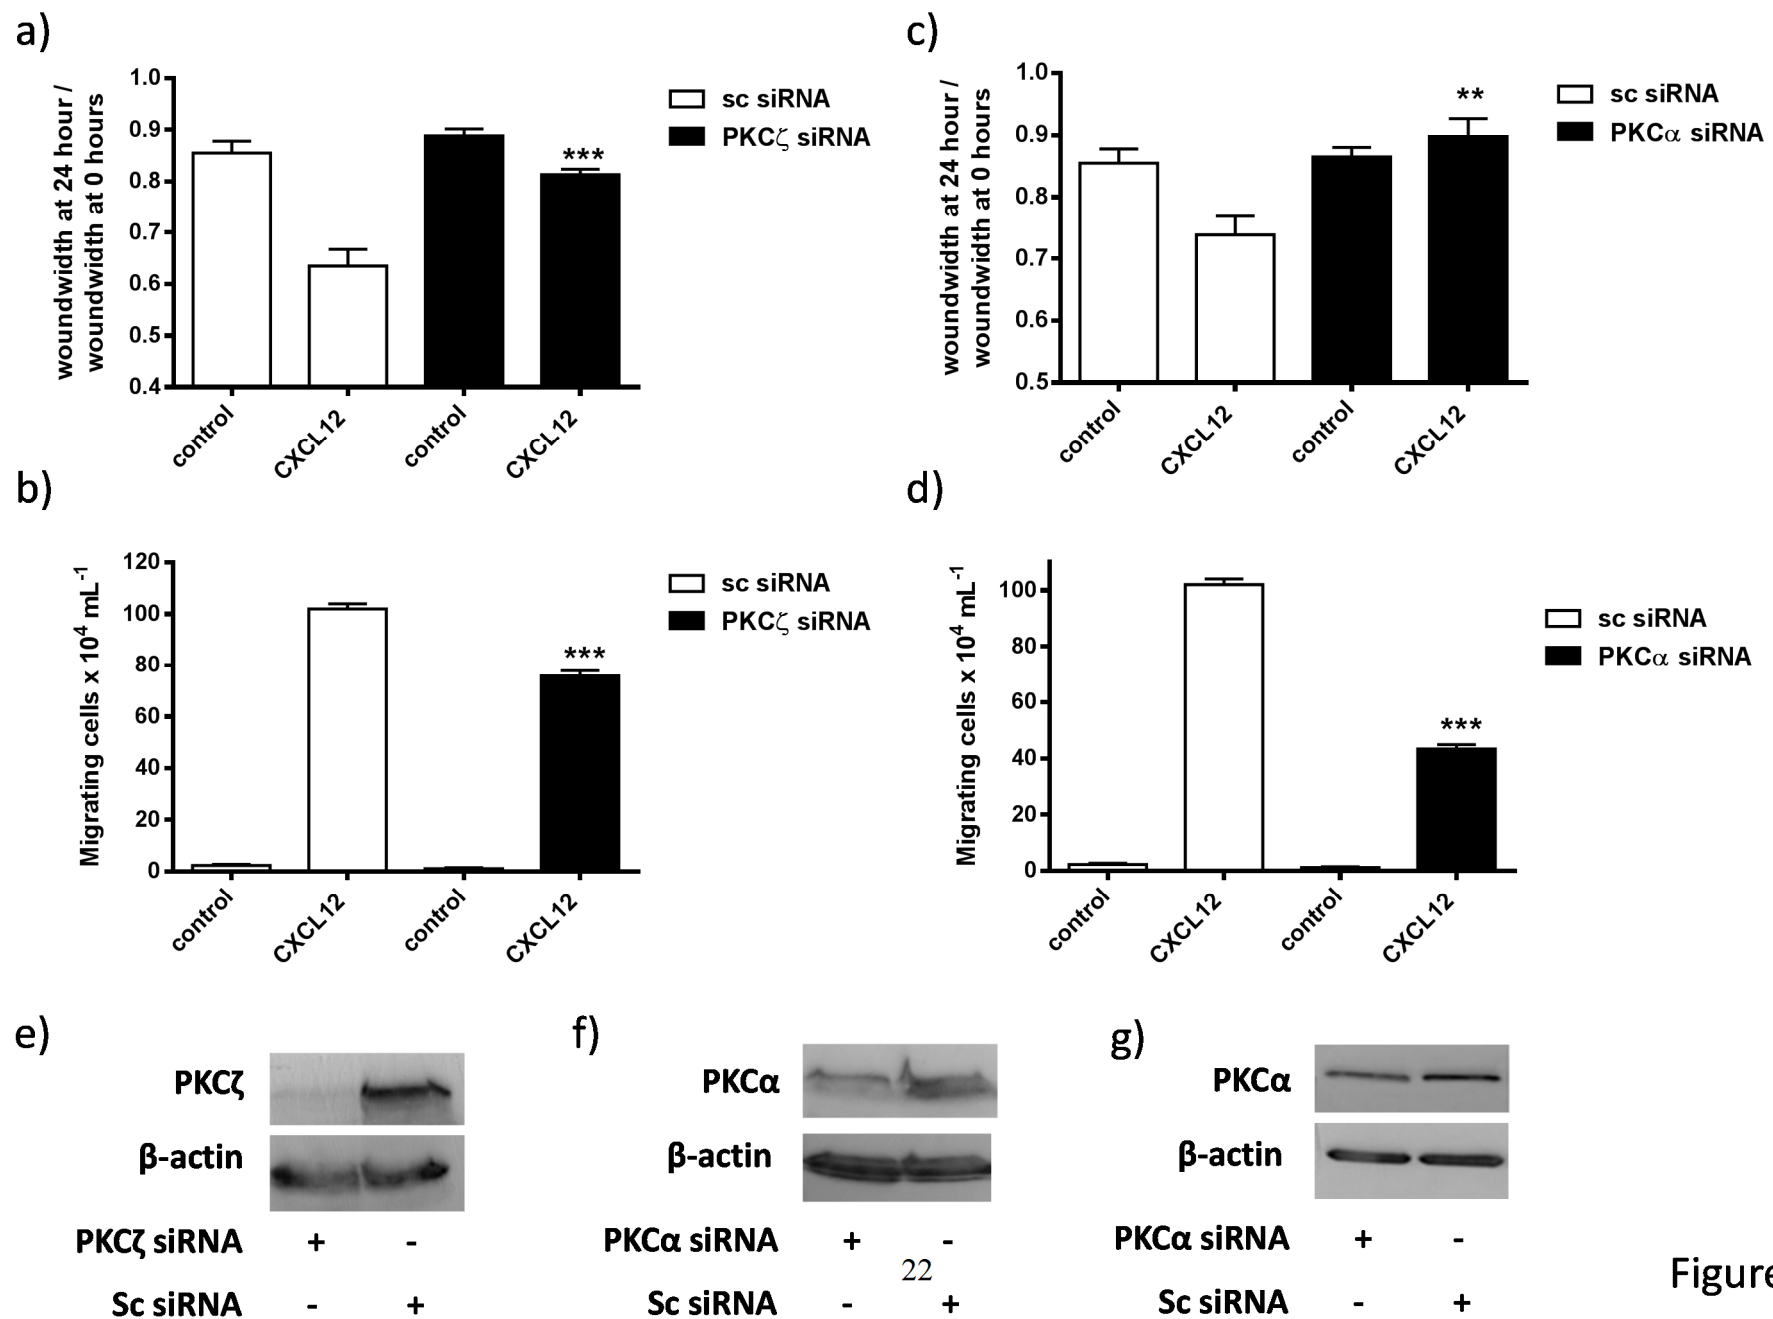 a)
woundwidth at 24 hour /
woundwidth at 0 hours
1.0
0.9
0.8
0.7
0.6
0.5
0.4
***
control
CXCL12
control
CXCL12
sc siRNA
PKCζ siRNA
c)
woundwidth at 24 hour /
woundwidth at 0 hours
1.0
0.9
0.8
0.7
0.6
0.5
**
control
CXCL12
control
CXCL12
sc siRNA
PKCα siRNA
b)
Migrating cells x 10⁴ mL⁻¹
120
100
80
60
40
20
0
***
control
CXCL12
control
CXCL12
sc siRNA
PKCζ siRNA
d)
Migrating cells x 10⁴ mL⁻¹
100
80
60
40
20
0
***
control
CXCL12
control
CXCL12
sc siRNA
PKCα siRNA
e)
PKCζ
β-actin
PKCζ siRNA + -
Sc siRNA - +
f)
PKCα
β-actin
PKCα siRNA + -
Sc siRNA - +
g)
PKCα
β-actin
PKCα siRNA + -
Sc siRNA - +
22
Figure